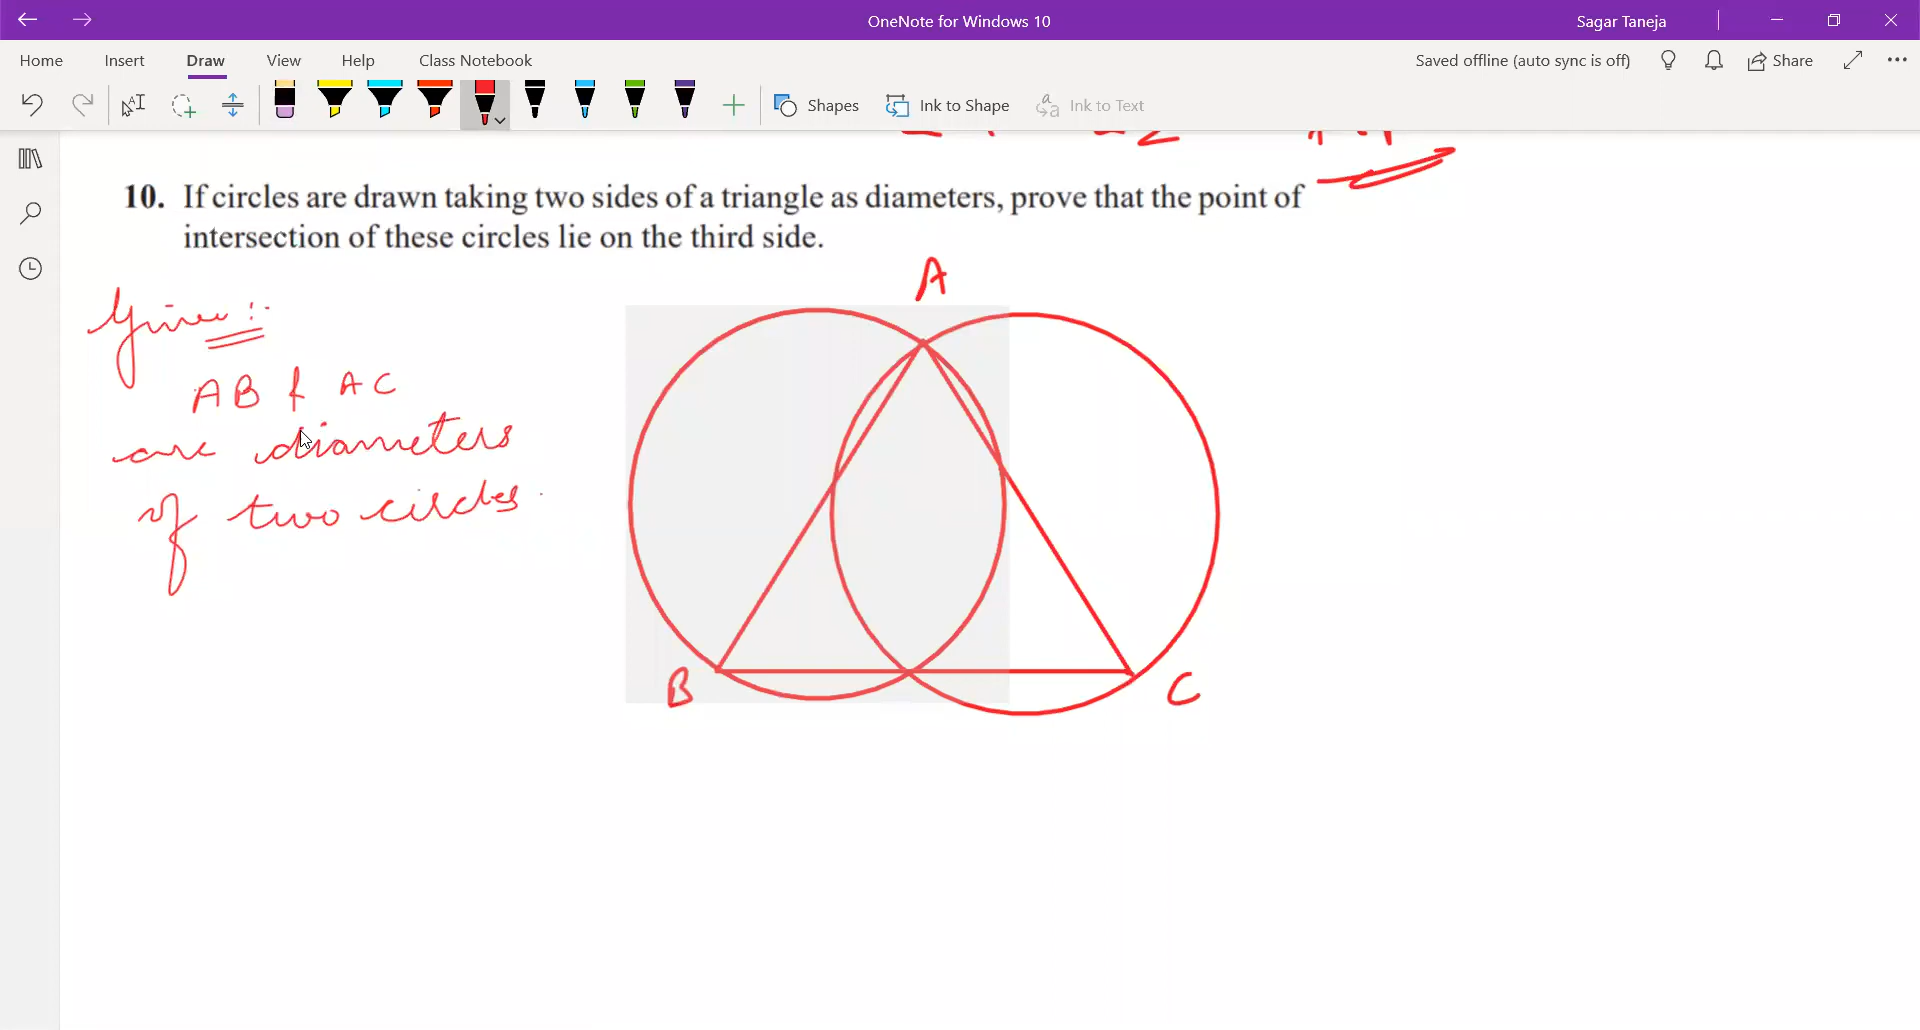 OneNote for Windows 10
Sagar Taneja
Home Insert Draw View Help Class Notebook
Saved offline (auto sync is off) Share
Shapes Ink to Shape Ink to Text
10. If circles are drawn taking two sides of a triangle as diameters, prove that the point of
intersection of these circles lie on the third side.
Given :-
AB & AC
are diameters
of two circles.
A
B
C